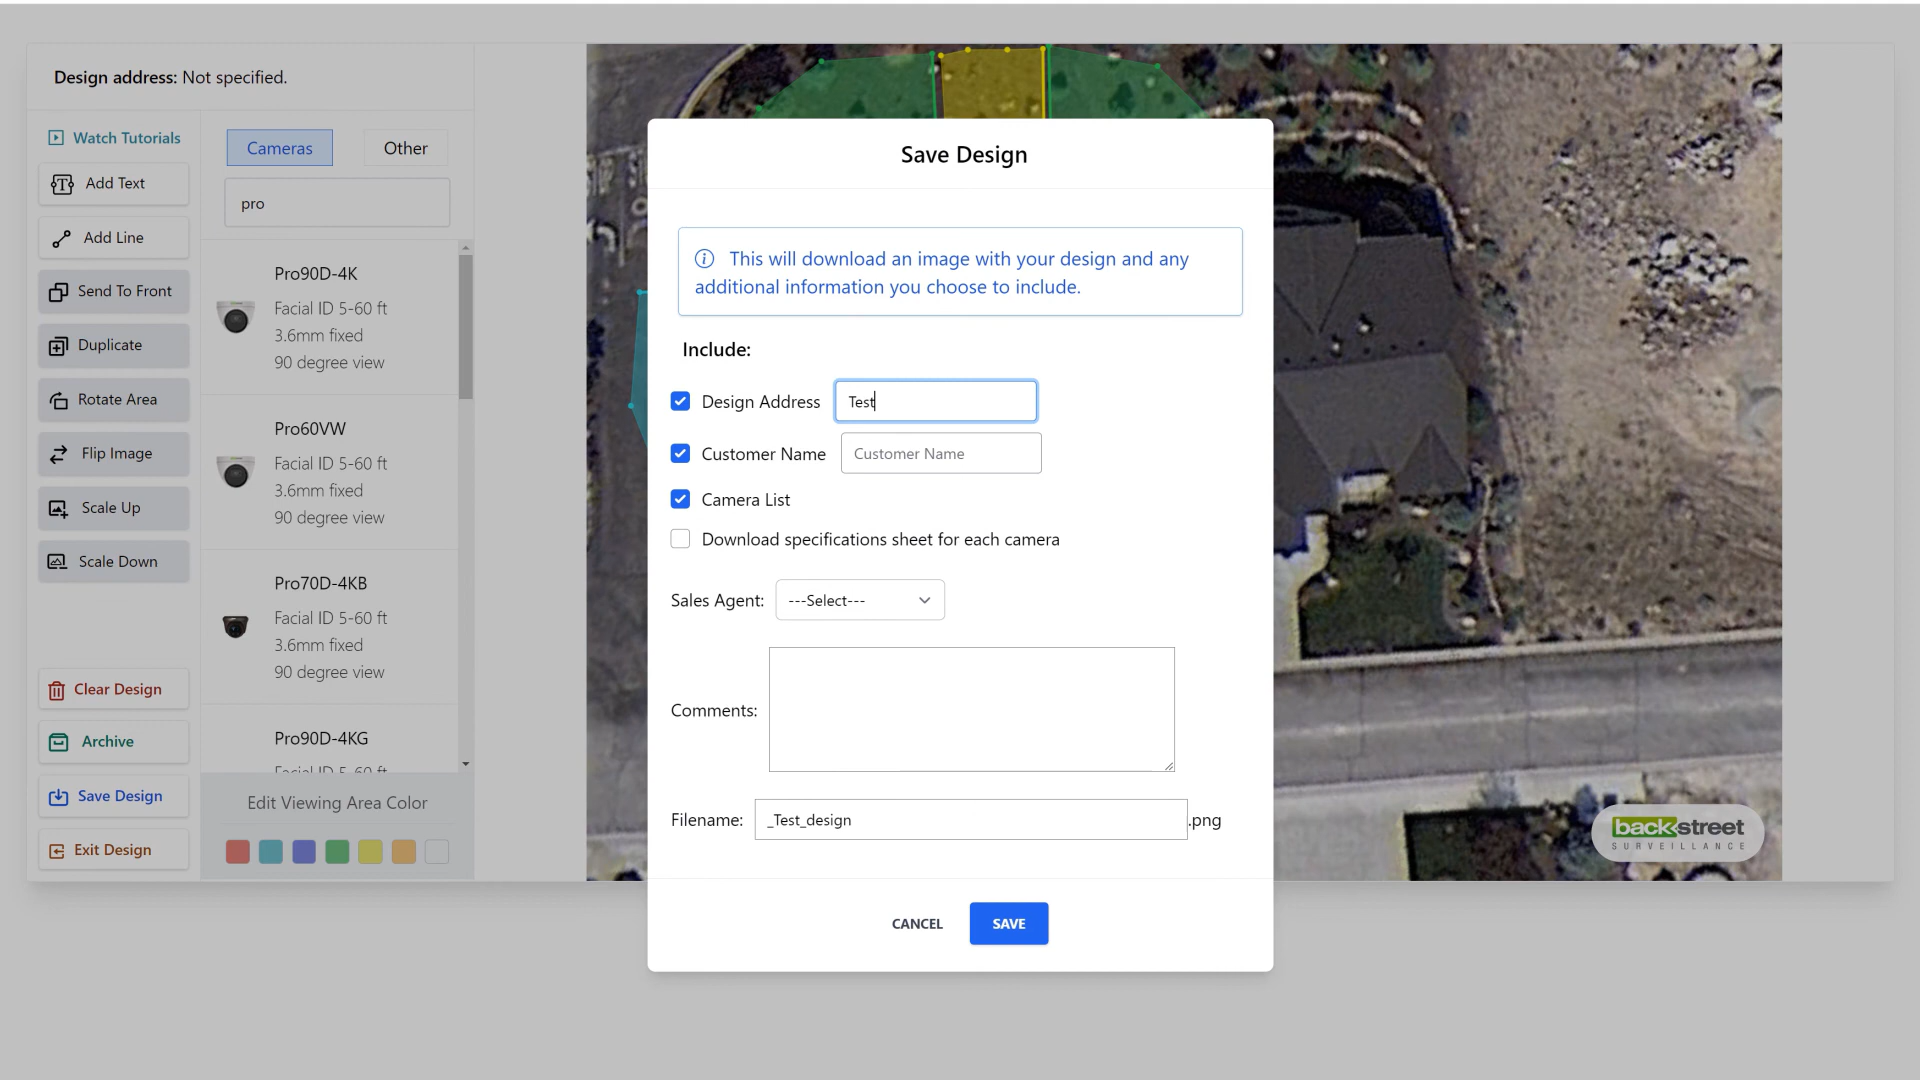 Design address: Not specified.
Watch Tutorials
Add Text
Add Line
Send To Front
Duplicate
Rotate Area
Flip Image
Scale Up
Scale Down
Clear Design
Archive
Save Design
Exit Design
Cameras
Other
pro
Pro90D-4K
Facial ID 5-60 ft
3.6mm fixed
90 degree view
Pro60VW
Facial ID 5-60 ft
3.6mm fixed
90 degree view
Pro70D-4KB
Facial ID 5-60 ft
3.6mm fixed
90 degree view
Pro90D-4KG
Facial ID 5-60 ft
Edit Viewing Area Color
Save Design
This will download an image with your design and any
additional information you choose to include.
Include:
Design Address Test
Customer Name Customer Name
Camera List
Download specifications sheet for each camera
Sales Agent: ---Select---
Comments:
Filename: _Test_design .png
CANCEL SAVE
backstreet
SURVEILLANCE